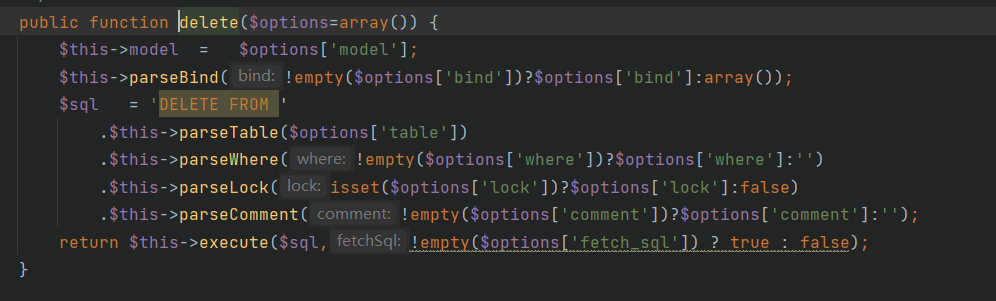 public function delete($options=array()) {
$this->model  =   $options['model'];
$this->parseBind( bind: !empty($options['bind'])?$options['bind']:array());
$sql   = 'DELETE FROM '
.$this->parseTable($options['table'])
.$this->parseWhere( where: !empty($options['where'])?$options['where']:'')
.$this->parseLock( lock: isset($options['lock'])?$options['lock']:false)
.$this->parseComment( comment: !empty($options['comment'])?$options['comment']:'');
return $this->execute($sql, fetchSql: !empty($options['fetch_sql']) ? true : false);
}